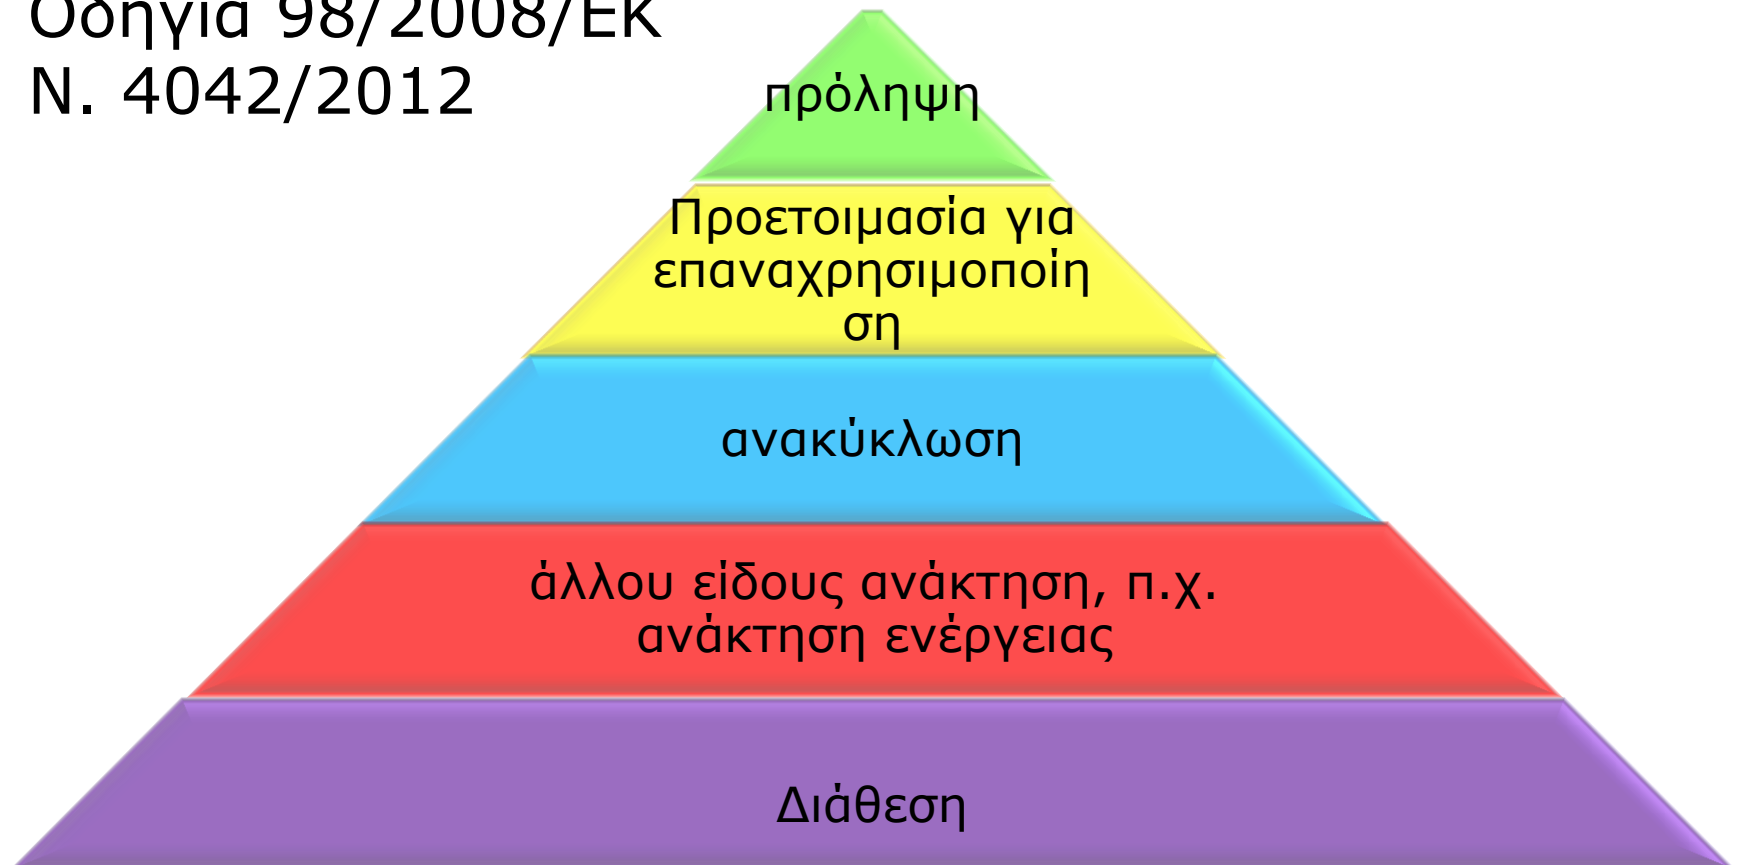 Οδηγία 98/2008/ΕΚ
Ν. 4042/2012
πρόληψη
Προετοιμασία για
επαναχρησιμοποίη
ση
ανακύκλωση
άλλου είδους ανάκτηση, π.χ.
ανάκτηση ενέργειας
Διάθεση